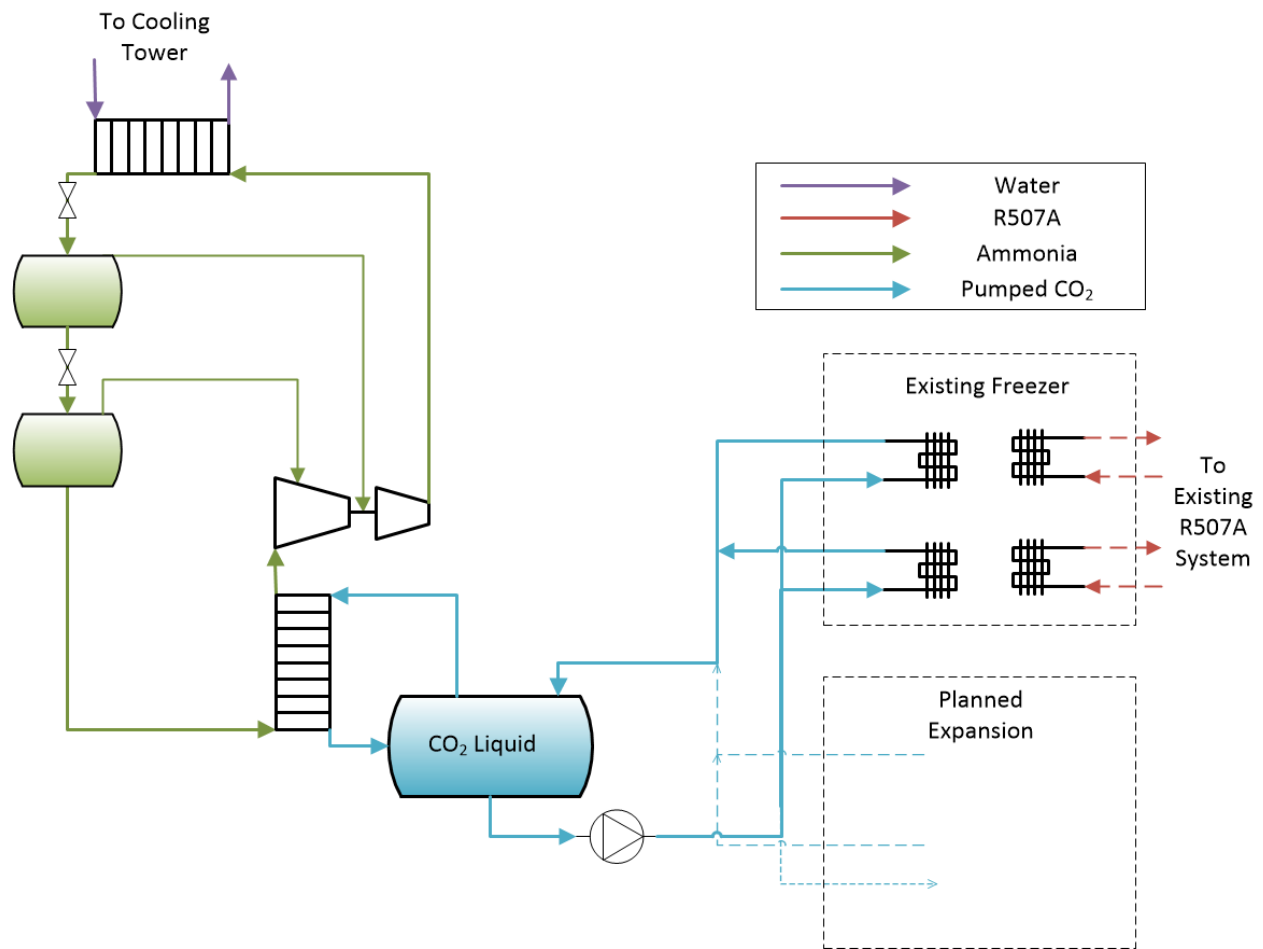 To Cooling
Tower
Water
R507A
Ammonia
Pumped CO₂
Existing Freezer
To
Existing
R507A
System
Planned
Expansion
CO₂ Liquid